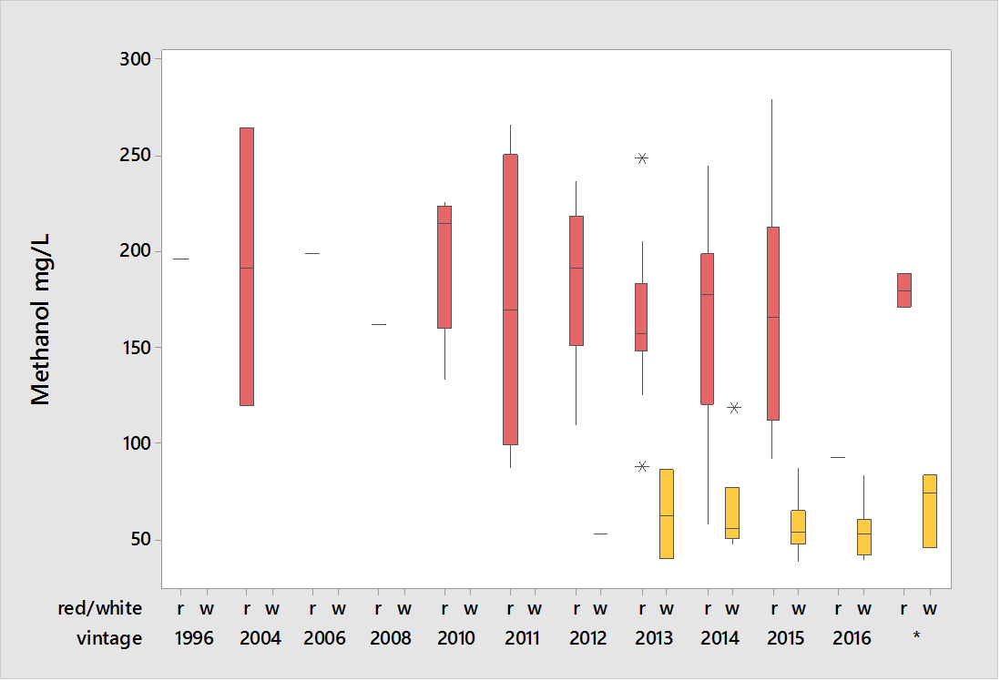 300
250
200
150
100
50
Methanol mg/L
red/white r w r w r w r w r w r w r w r w r w r w r w r w
vintage 1996 2004 2006 2008 2010 2011 2012 2013 2014 2015 2016 *